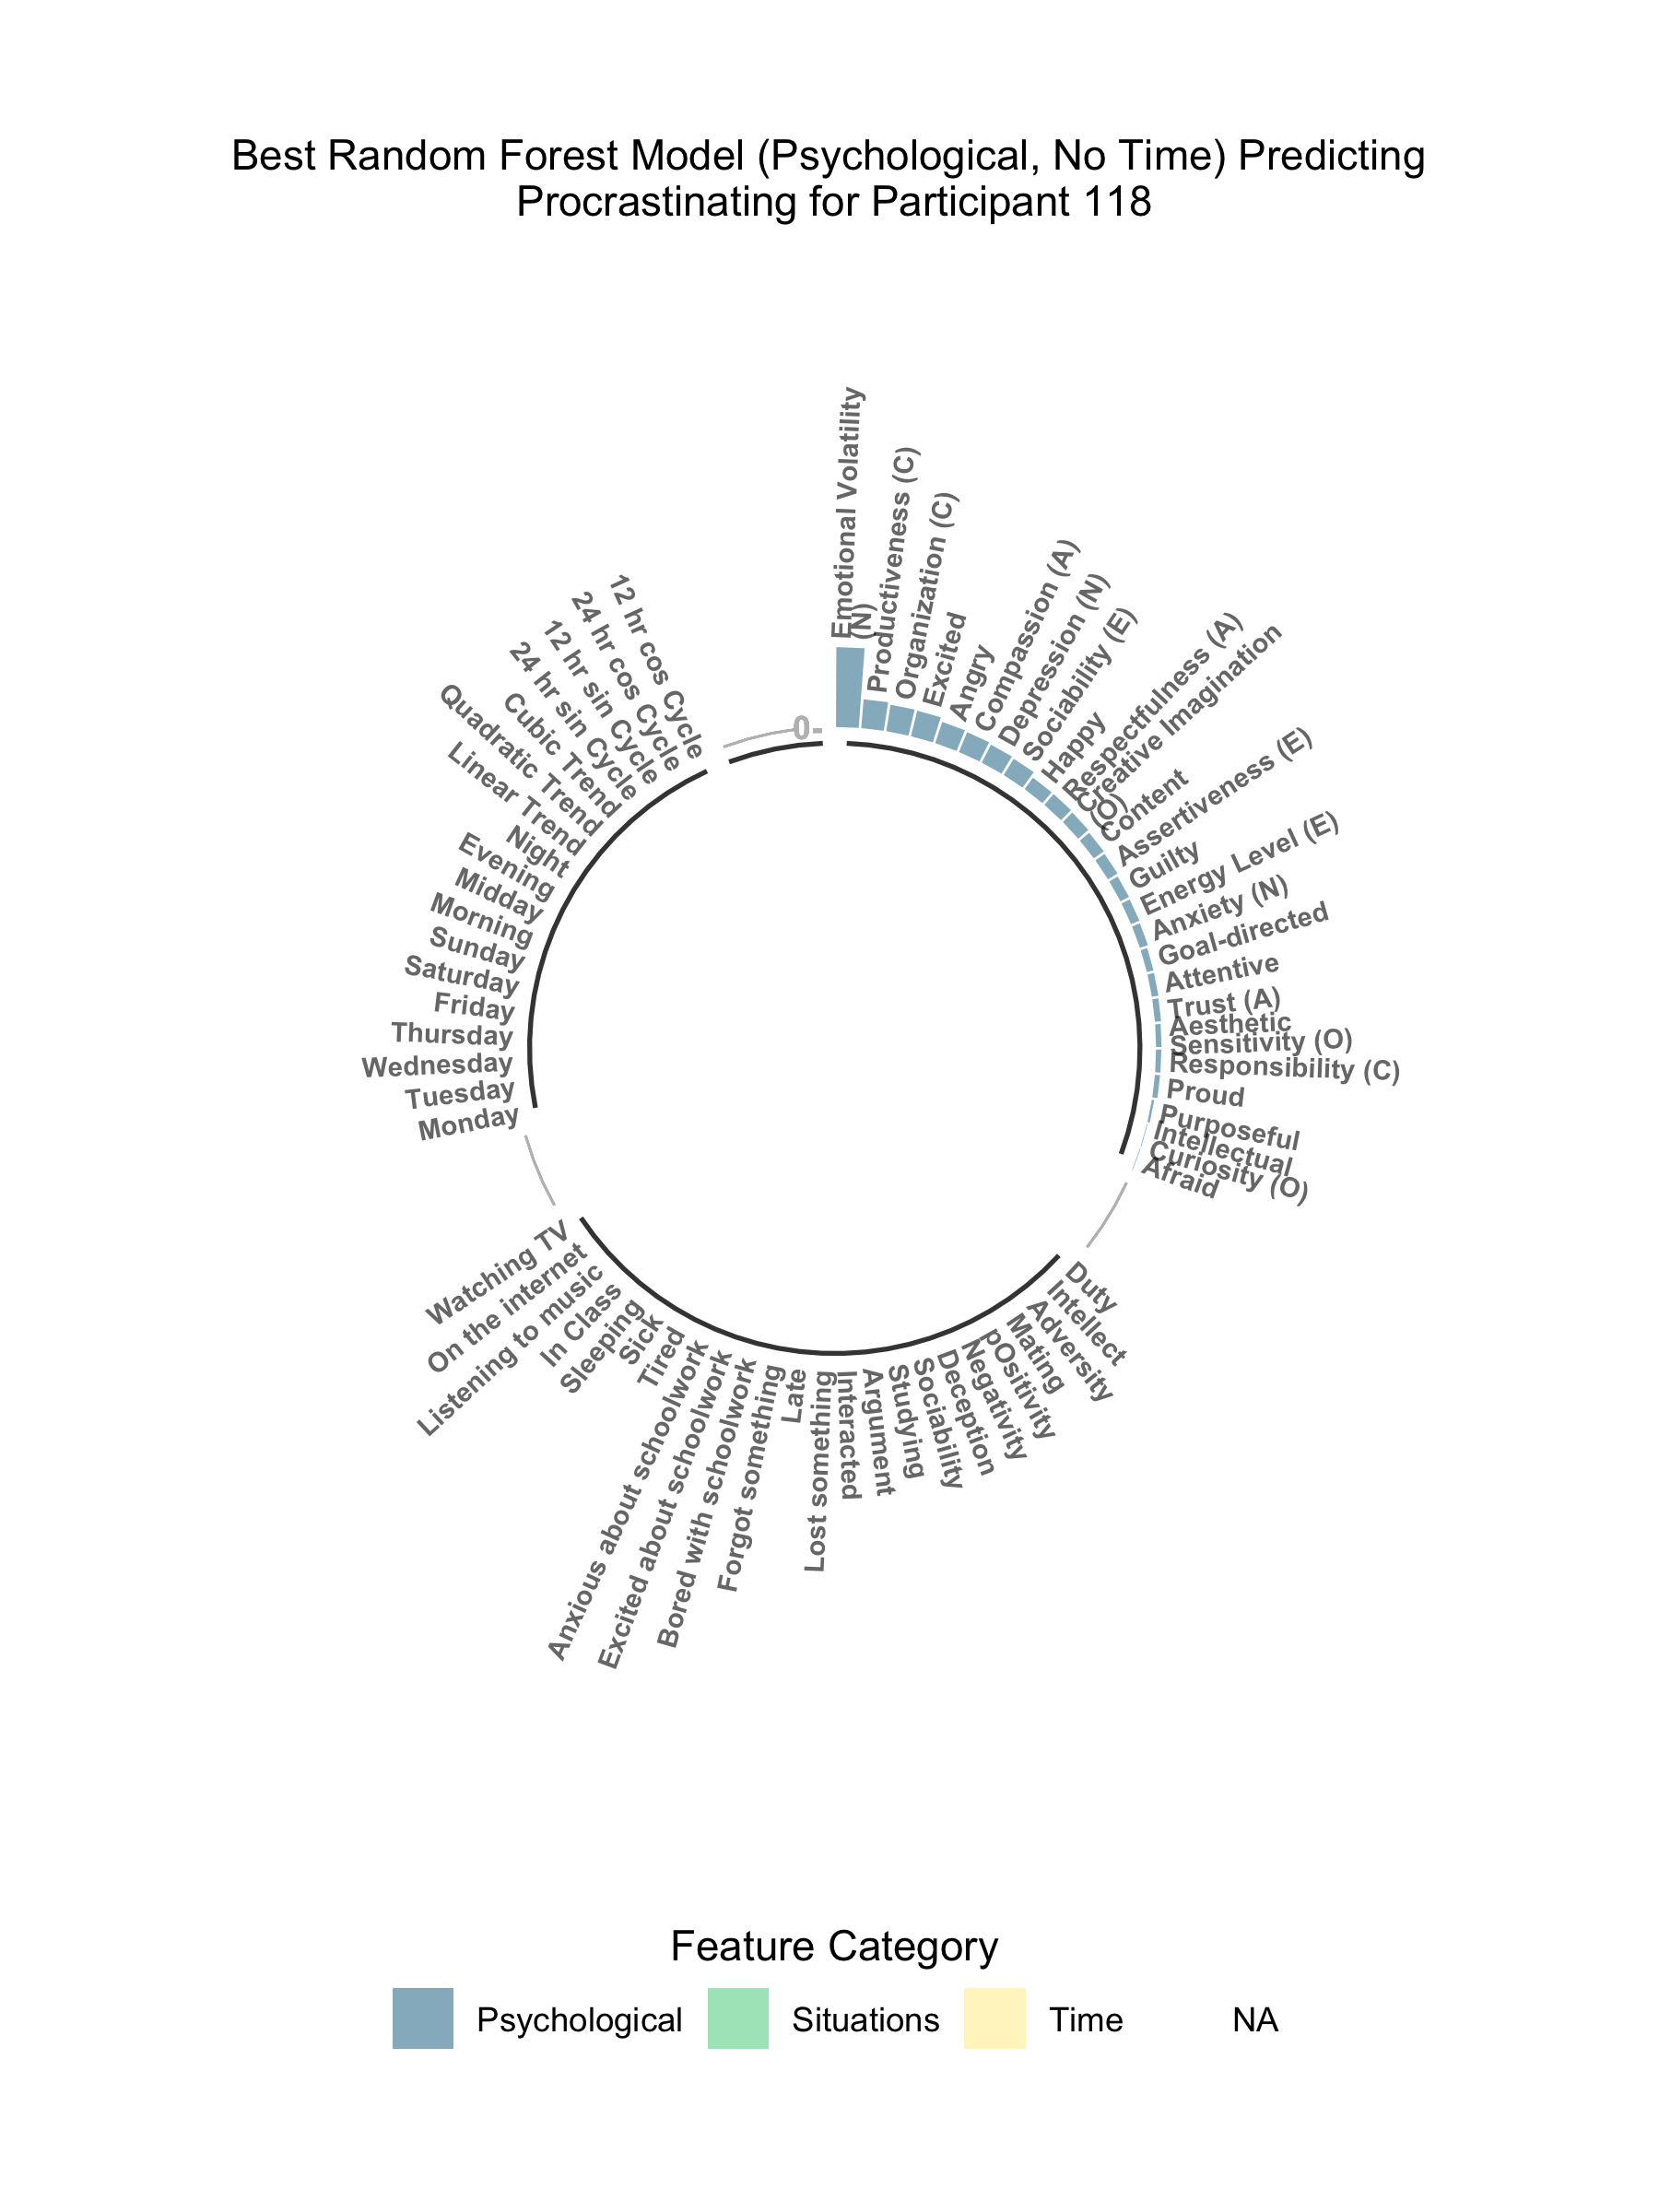 Best Random Forest Model (Psychological, No Time) Predicting
Procrastinating for Participant 118
0-
Emotional Volatility
(N)
Productiveness (C)
Organization (C)
Excited
Angry
Compassion (A)
Depression (N)
Sociability (E)
Happy
Respectfulness (A)
Creative Imagination
(O)
Content
Assertiveness (E)
Guilty
Energy Level (E)
Anxiety (N)
Goal-directed
Attentive
Trust (A)
Aesthetic
Sensitivity (O)
Responsibility (C)
Proud
Purposeful
Intellectual
Curiosity (O)
Afraid
Duty
Intellect
Adversity
Mating
pOsitivity
Negativity
Deception
Sociability
Studying
Argument
Interacted
Lost something
Late
Forgot something
Bored with schoolwork
Excited about schoolwork
Anxious about schoolwork
Tired
Sick
Sleeping
In Class
Listening to music
On the internet
Watching TV
Monday
Tuesday
Wednesday
Thursday
Friday
Saturday
Sunday
Morning
Midday
Evening
Night
Linear Trend
Quadratic Trend
Cubic Trend
24 hr sin Cycle
12 hr sin Cycle
24 hr cos Cycle
12 hr cos Cycle
Feature Category
Psychological
Situations
Time
NA